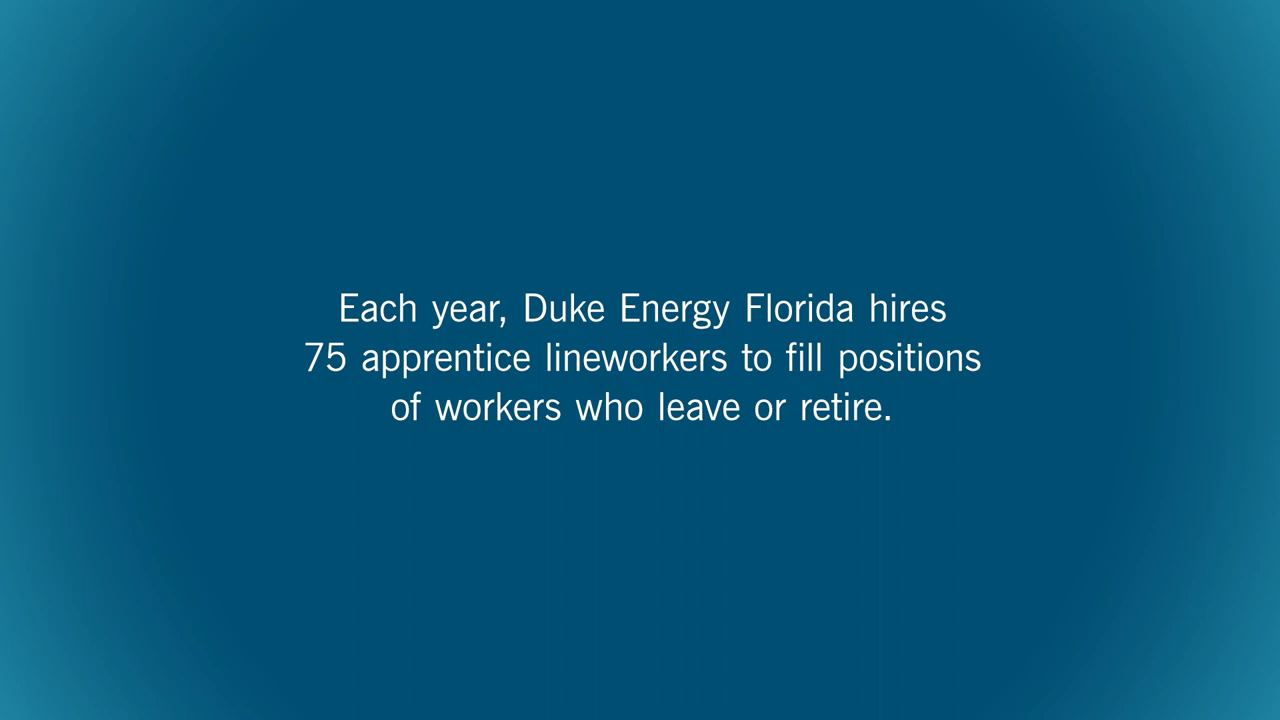 Each year, Duke Energy Florida hires
75 apprentice lineworkers to fill positions
of workers who leave or retire.